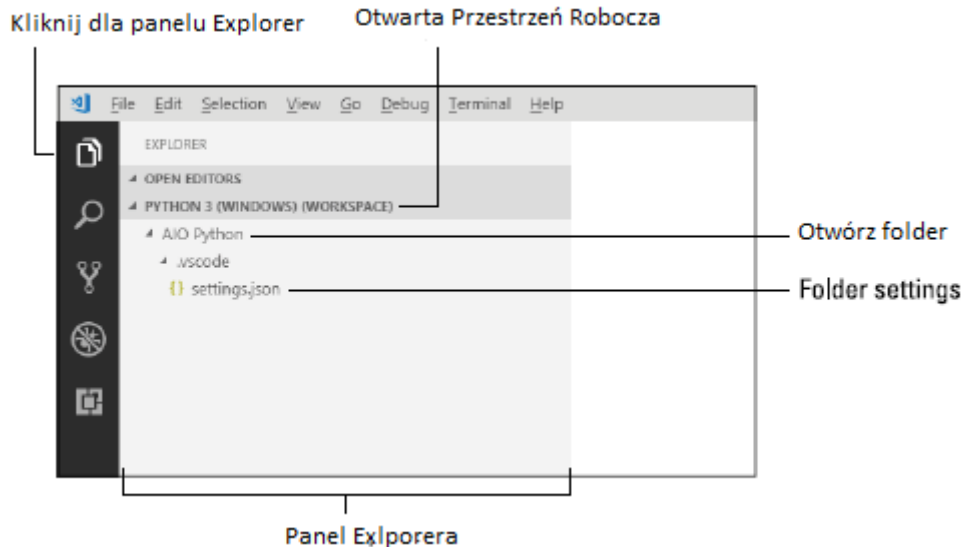 Kliknij dla panelu Explorer
Otwarta Przestrzeń Robocza
File Edit Selection View Go Debug Terminal Help
EXPLORER
OPEN EDITORS
PYTHON 3 (WINDOWS) (WORKSPACE)
AIO Python
Otwórz folder
.vscode
{} settings.json
Folder settings
Panel Exlporera